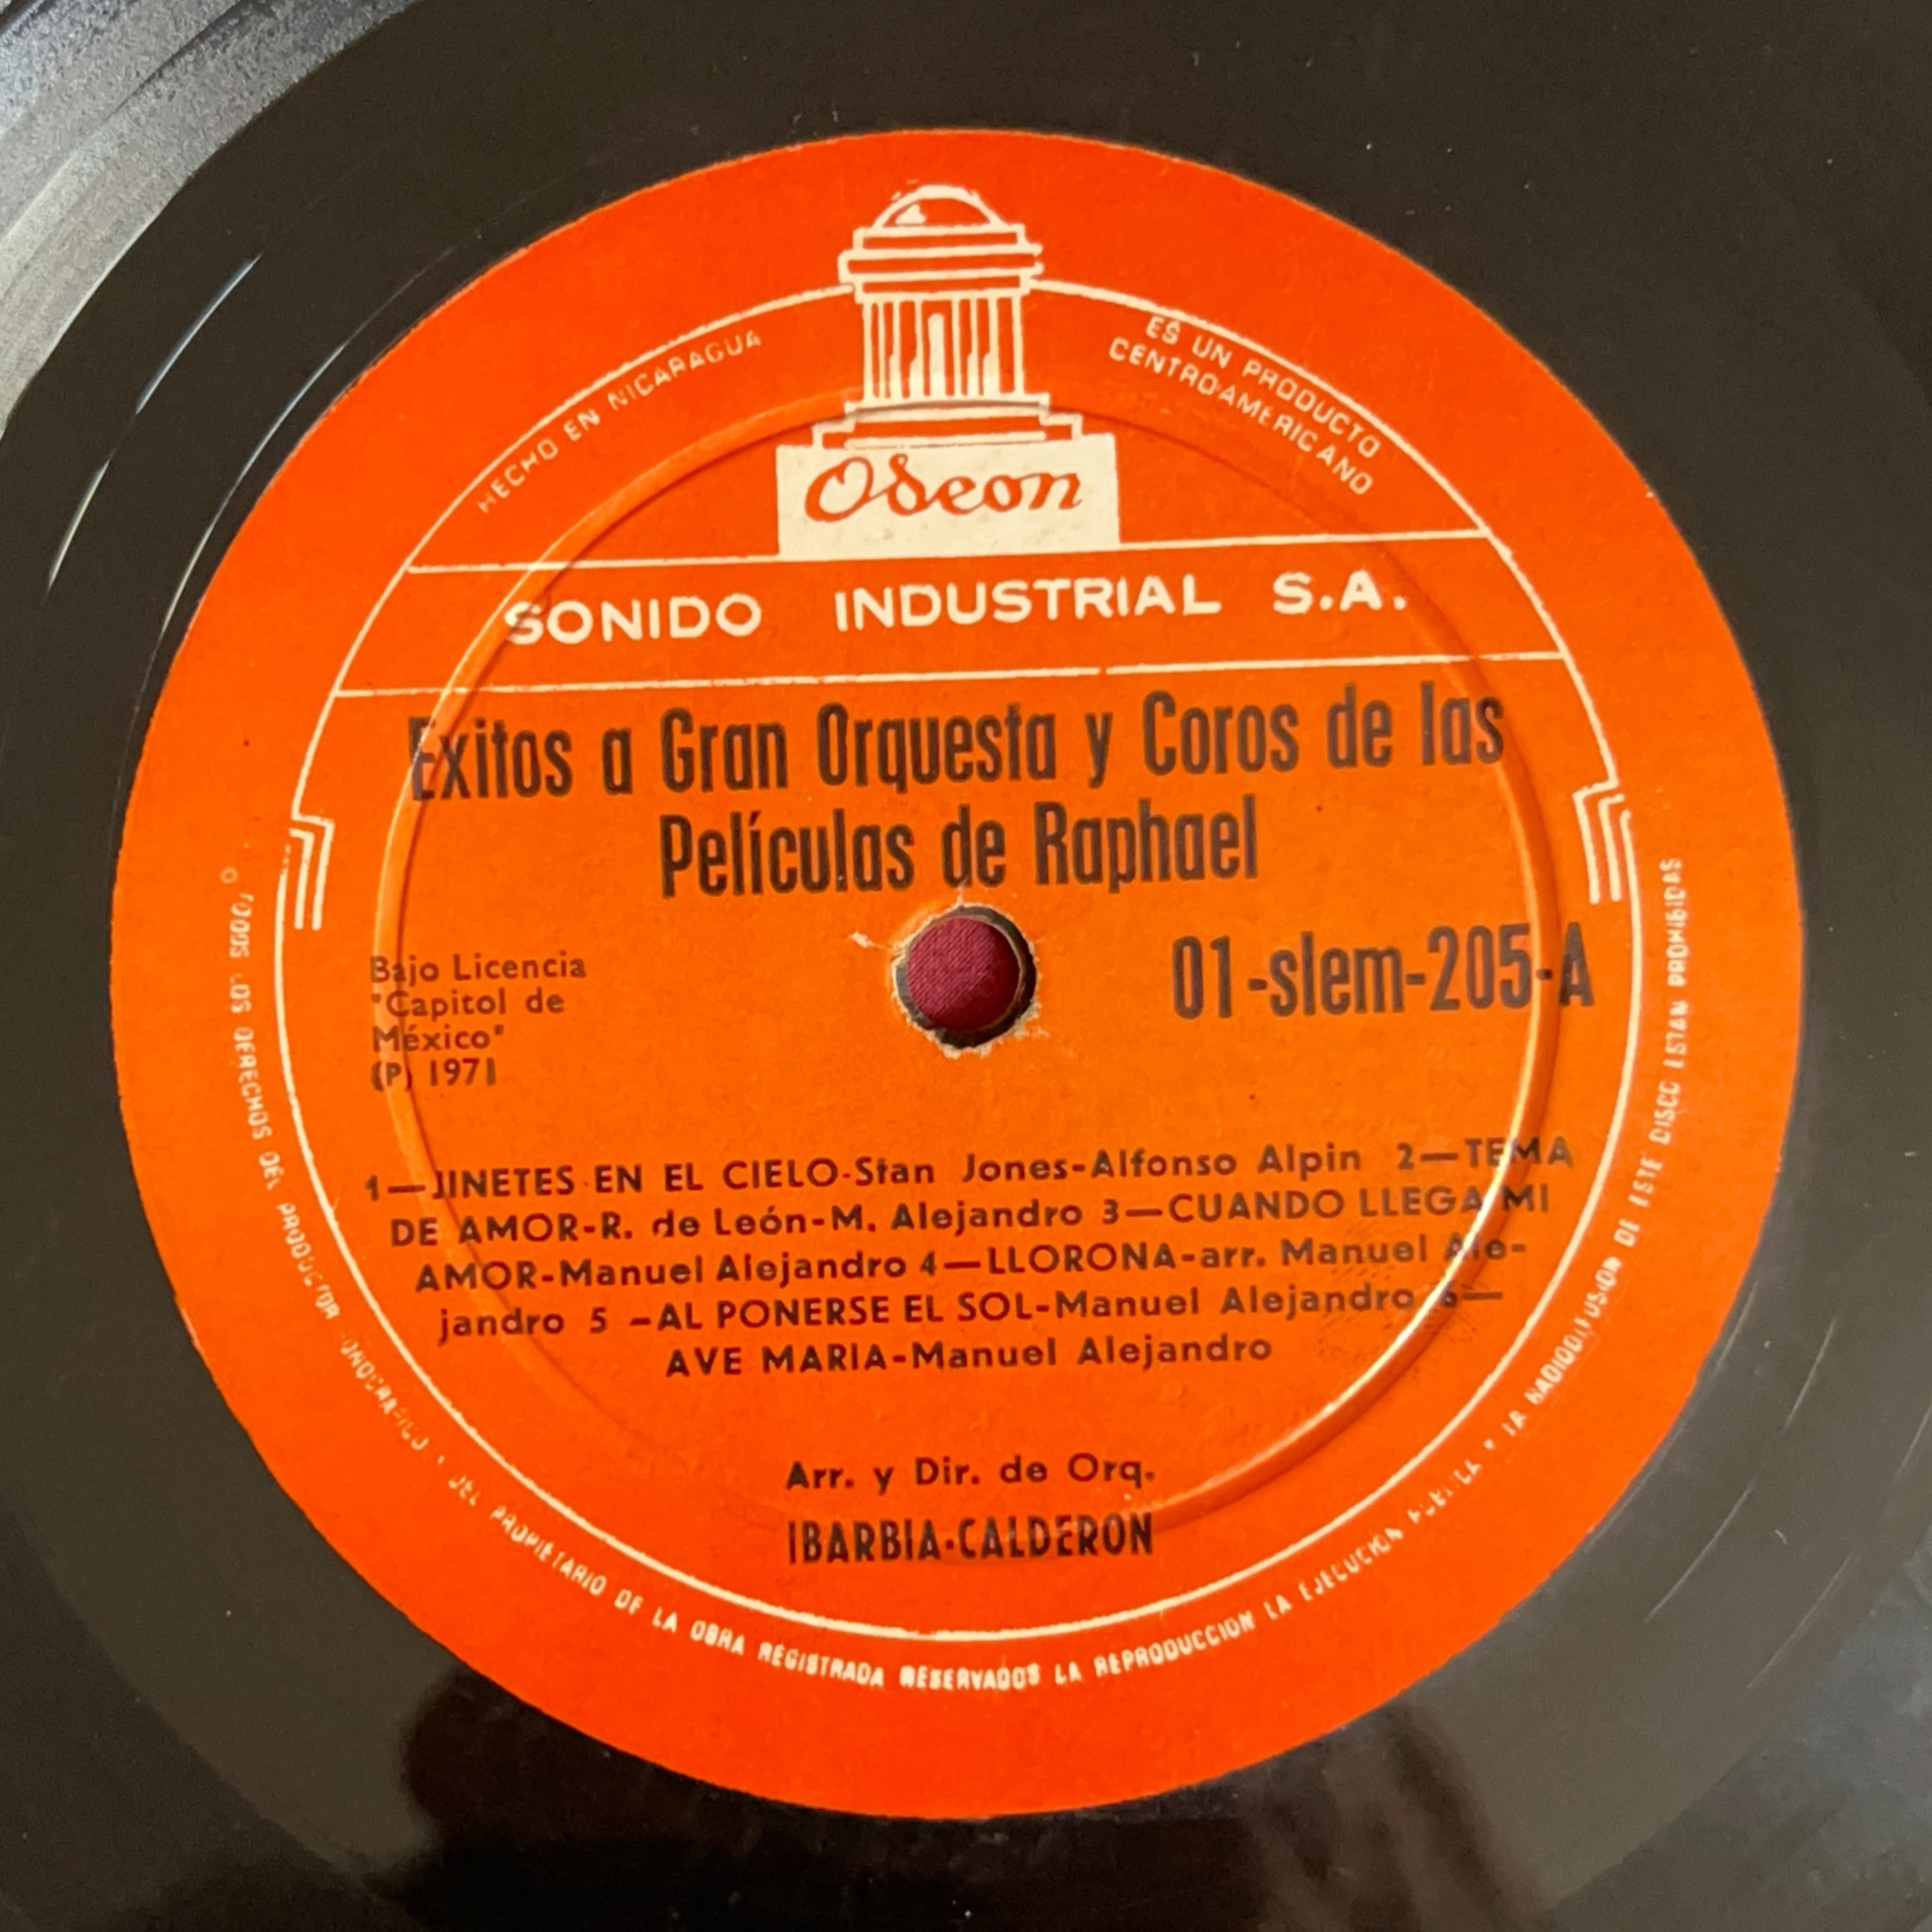 HECHO EN NICARAGUA
ES UN PRODUCTO
CENTROAMERICANO
Odeon
SONIDO INDUSTRIAL S.A.
Exitos a Gran Orquesta y Coros de las
Películas de Raphael
Bajo Licencia
"Capitol de
México"
(P) 1971
01-slem-205-A
1—JINETES EN EL CIELO-Stan Jones-Alfonso Alpin 2—TEMA
DE AMOR-R. de León-M. Alejandro 3—CUANDO LLEGA MI
AMOR-Manuel Alejandro 4—LLORONA-arr. Manuel Ale-
jandro 5 —AL PONERSE EL SOL-Manuel Alejandro 6—
AVE MARIA-Manuel Alejandro
Arr. y Dir. de Orq.
IBARBIA-CALDERON
TODOS LOS DERECHOS DEL PRODUCTOR DEL PROPIETARIO DE LA OBRA REGISTRADA RESERVADOS LA REPRODUCCION LA EJECUCION PUBLICA Y LA RADIODIFUSION DE ESTE DISCO ESTAN PROHIBIDAS